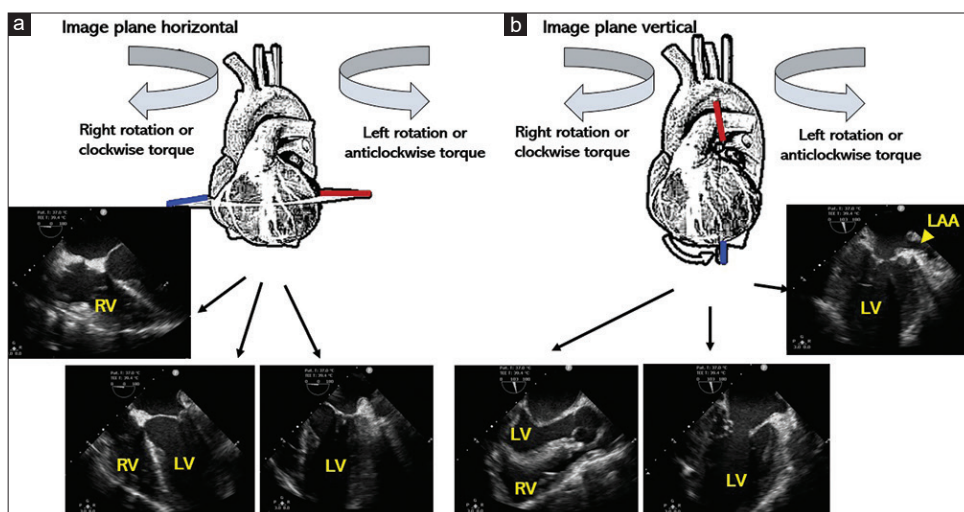 a
Image plane horizontal
Right rotation or
clockwise torque
Left rotation or
anticlockwise torque
RV
RV
LV
LV
b
Image plane vertical
Right rotation or
clockwise torque
Left rotation or
anticlockwise torque
LAA
LV
LV
RV
LV